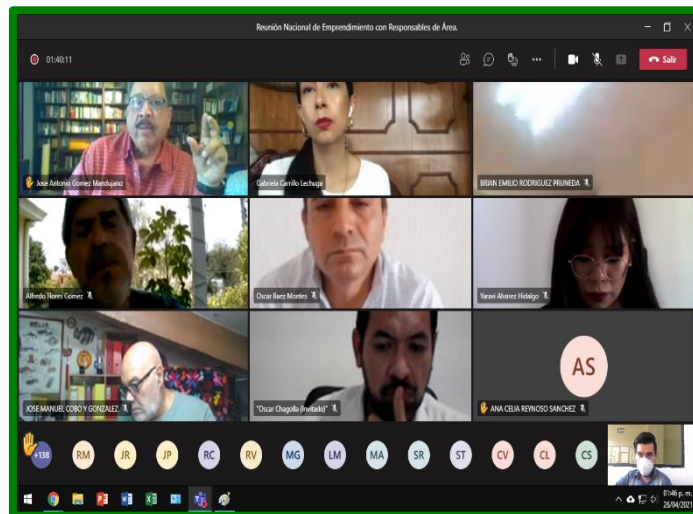 Reunión Nacional de Emprendimiento con Responsables de Área.
01:40:11
Salir
Jose Antonio Gomez Mandujano
Gabriela Carrillo Lechuga
BRIAN EMILIO RODRIGUEZ PRUNEDA
Alfredo Flores Gomez
Oscar Baez Montes
Yaravi Alvarez Hidalgo
JOSE MANUEL COBO Y GONZALEZ
"Oscar Chagolla (Invitado)"
AS
ANA CELIA REYNOSO SANCHEZ
+138
RM
JR
JP
RC
RV
MG
LM
MA
SR
ST
CV
CL
CS
01:46 p. m.
26/04/2021